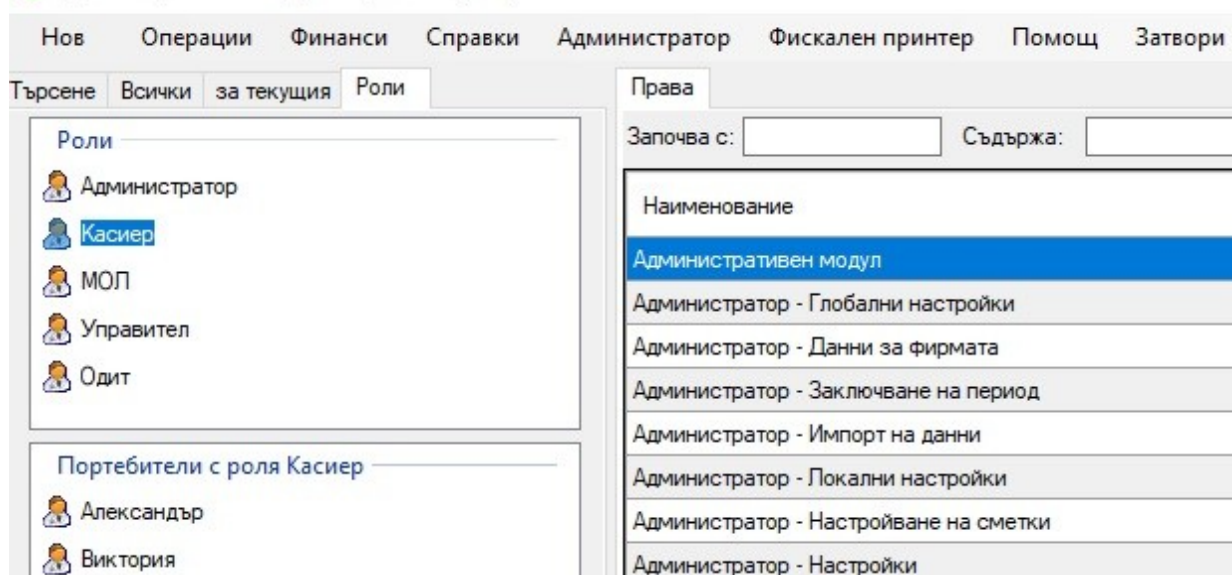 Нов Операции Финанси Справки Администратор Фискален принтер Помощ Затвори
Търсене Всички за текущия Роли
Роли
Администратор
Касиер
МОЛ
Управител
Одит
Портебители с роля Касиер
Александър
Виктория
Права
Започва с: Съдържа:
Наименование
Административен модул
Администратор - Глобални настройки
Администратор - Данни за фирмата
Администратор - Заключване на период
Администратор - Импорт на данни
Администратор - Локални настройки
Администратор - Настройване на сметки
Администратор - Настройки